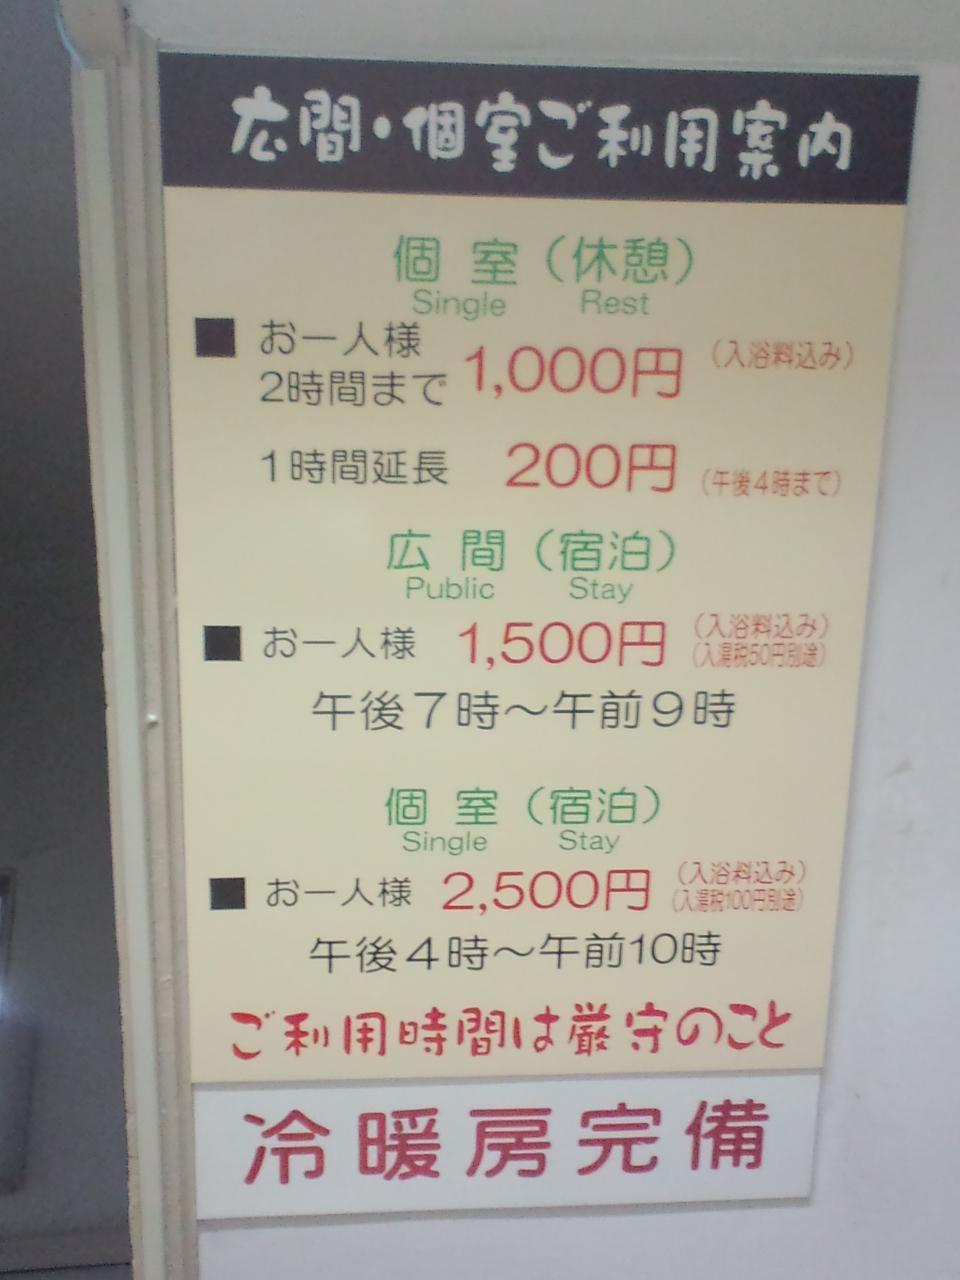 広間・個室ご利用案内
個室（休憩）
Single Rest
■ お一人様
2時間まで 1,000円 （入浴料込み）
1時間延長 200円 （午後4時まで）
広間（宿泊）
Public Stay
■ お一人様 1,500円 （入浴料込み）
（入湯税50円別途）
午後7時～午前9時
個室（宿泊）
Single Stay
■ お一人様 2,500円 （入浴料込み）
（入湯税100円別途）
午後4時～午前10時
ご利用時間は厳守のこと
冷暖房完備